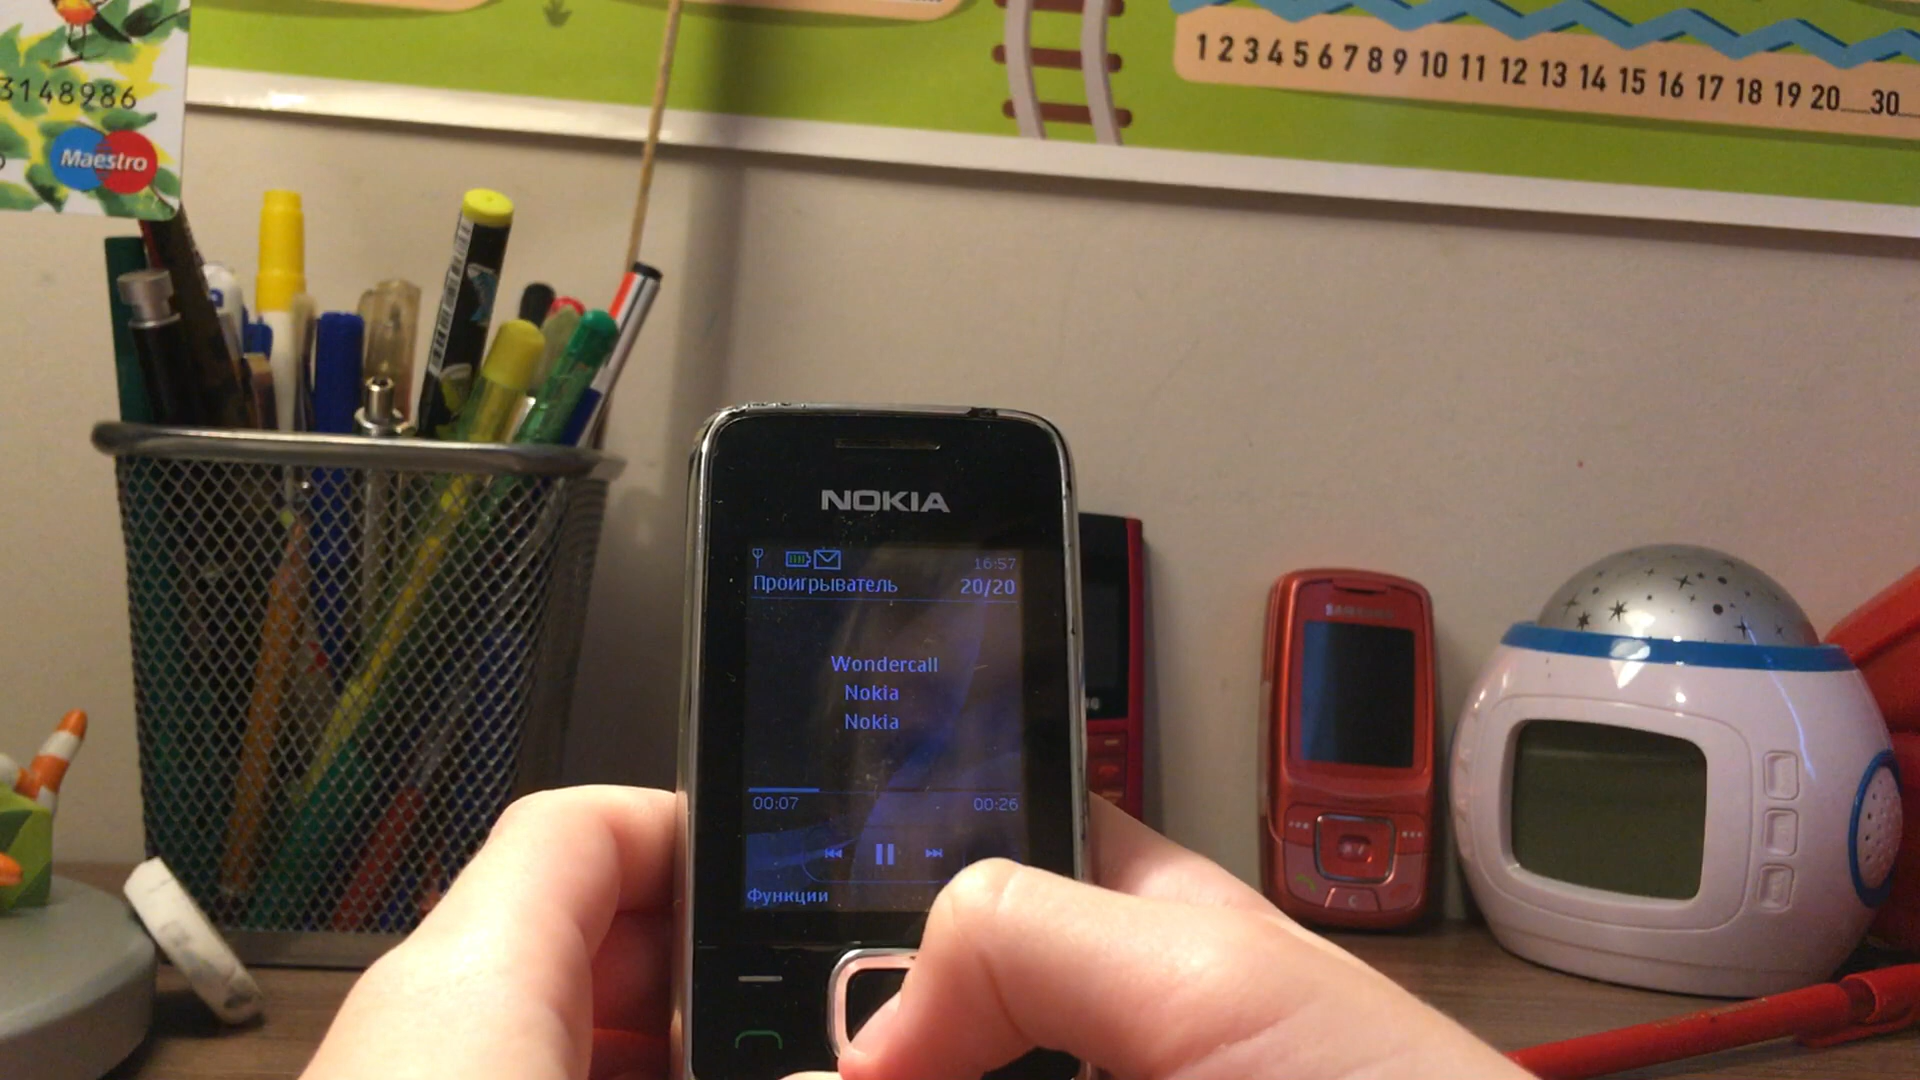 1 2 3 4 5 6 7 8 9 10 11 12 13 14 15 16 17 18 19 20 30
3148986
Maestro
NOKIA
16:57
Проигрыватель 20/20
Wondercall
Nokia
Nokia
00:07 00:26
Функции
SAMSUNG
C